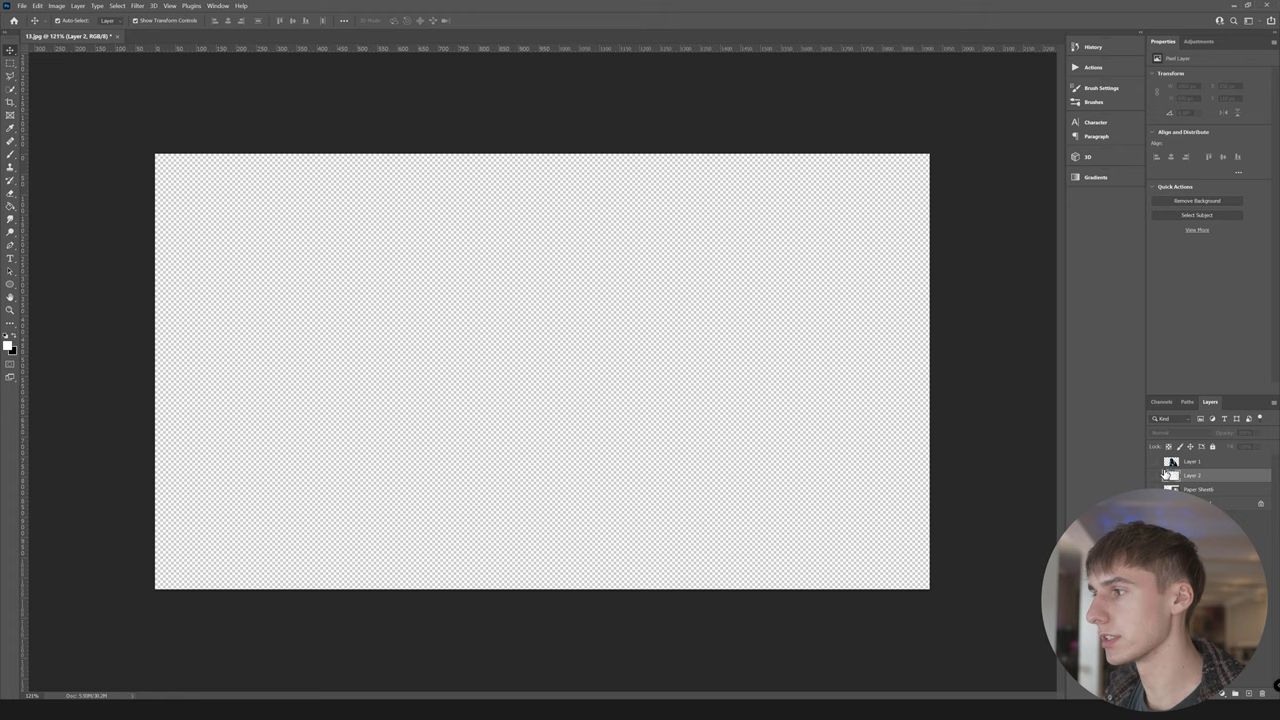 File Edit Image Layer Type Select Filter 3D View Plugins Window Help
Auto-Select: Layer Show Transform Controls 3D Mode
13.jpg @ 121% (Layer 2, RGB/8) *
History
Actions
Brush Settings
Brushes
Character
Paragraph
3D
Gradients
Properties Adjustments
Pixel Layer
Transform
Align and Distribute
Align:
Quick Actions
Remove Background
Select Subject
View More
Channels Paths Layers
Kind
Normal Opacity:
Lock: Fill:
Layer 1
Layer 2
Paper Sheet6
121%